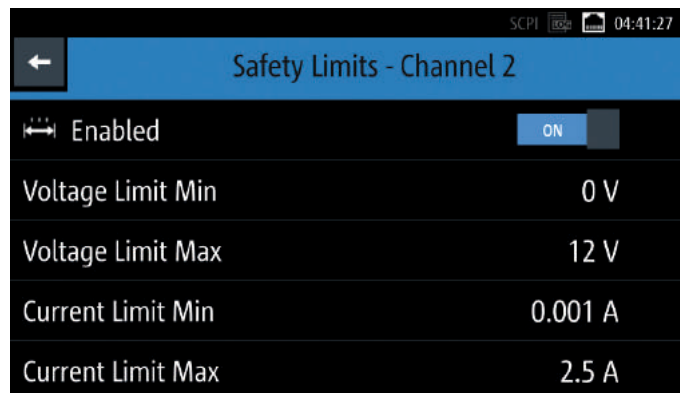 SCPI LOG 04:41:27
Safety Limits - Channel 2
Enabled ON
Voltage Limit Min 0 V
Voltage Limit Max 12 V
Current Limit Min 0.001 A
Current Limit Max 2.5 A